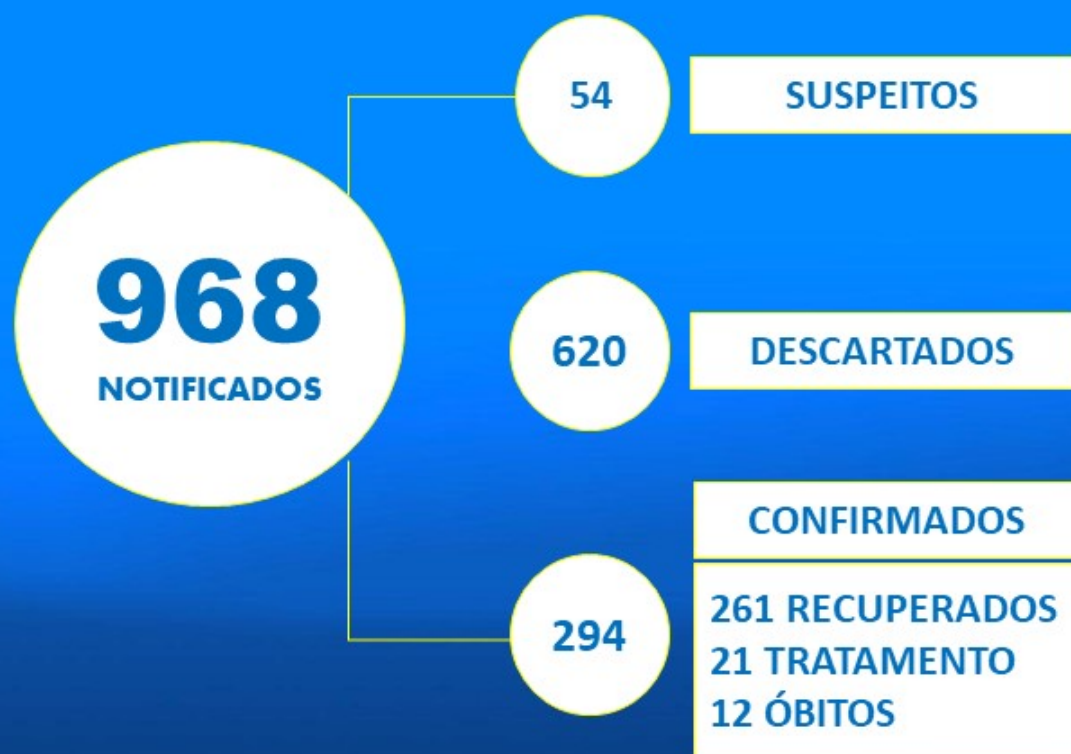 968
NOTIFICADOS
54
SUSPEITOS
620
DESCARTADOS
294
CONFIRMADOS
261 RECUPERADOS
21 TRATAMENTO
12 ÓBITOS